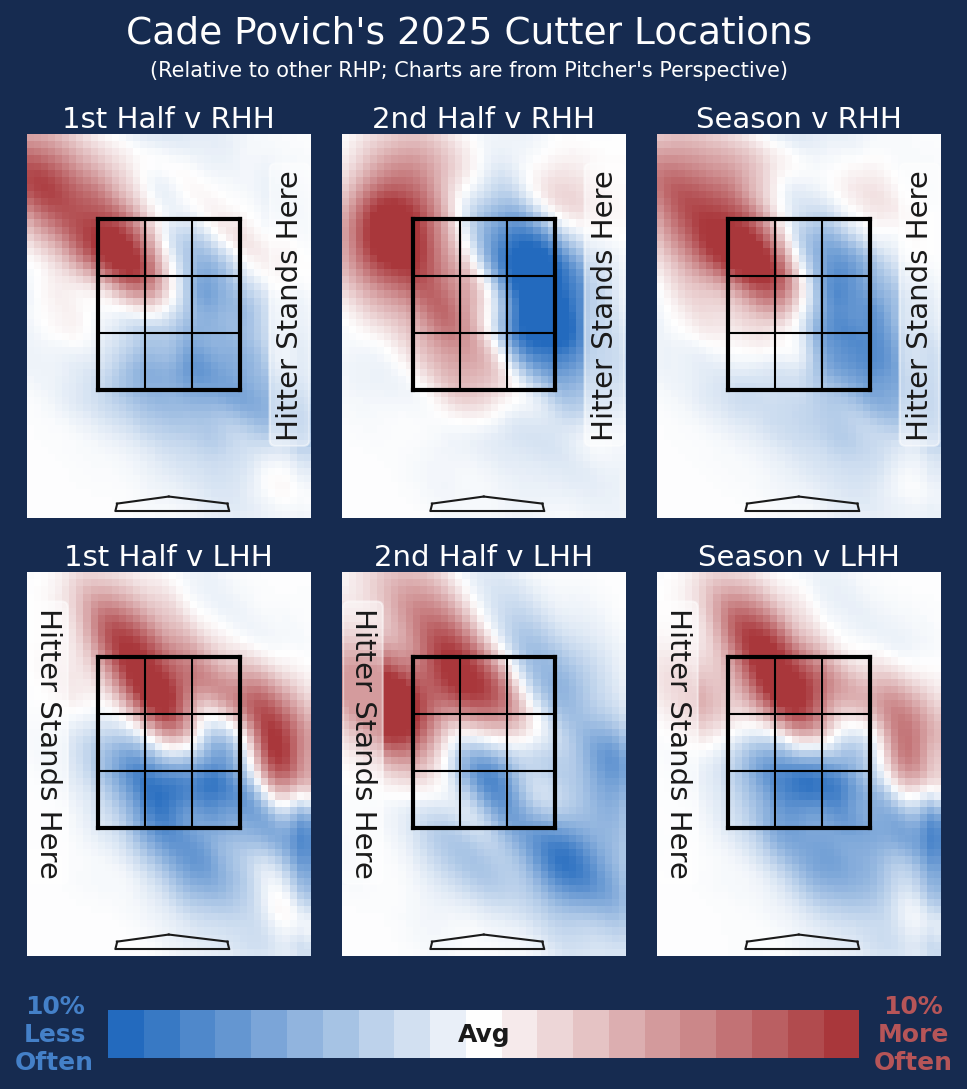 Cade Povich's 2025 Cutter Locations
(Relative to other RHP; Charts are from Pitcher's Perspective)
1st Half v RHH
2nd Half v RHH
Season v RHH
Hitter Stands Here
Hitter Stands Here
Hitter Stands Here
1st Half v LHH
2nd Half v LHH
Season v LHH
Hitter Stands Here
Hitter Stands Here
Hitter Stands Here
10%
Less
Often
Avg
10%
More
Often